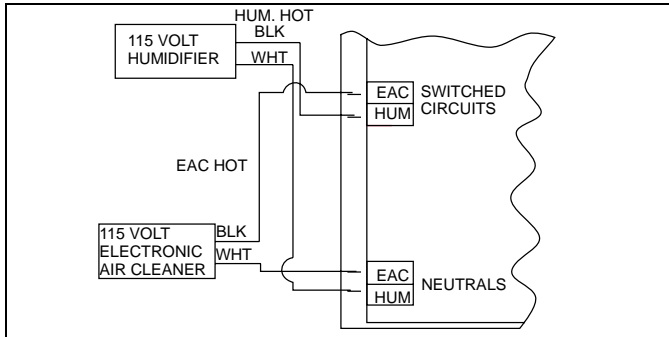 HUM. HOT
BLK
115 VOLT
HUMIDIFIER
WHT
EAC
HUM
SWITCHED
CIRCUITS
EAC HOT
115 VOLT
ELECTRONIC
AIR CLEANER
BLK
WHT
EAC
HUM
NEUTRALS